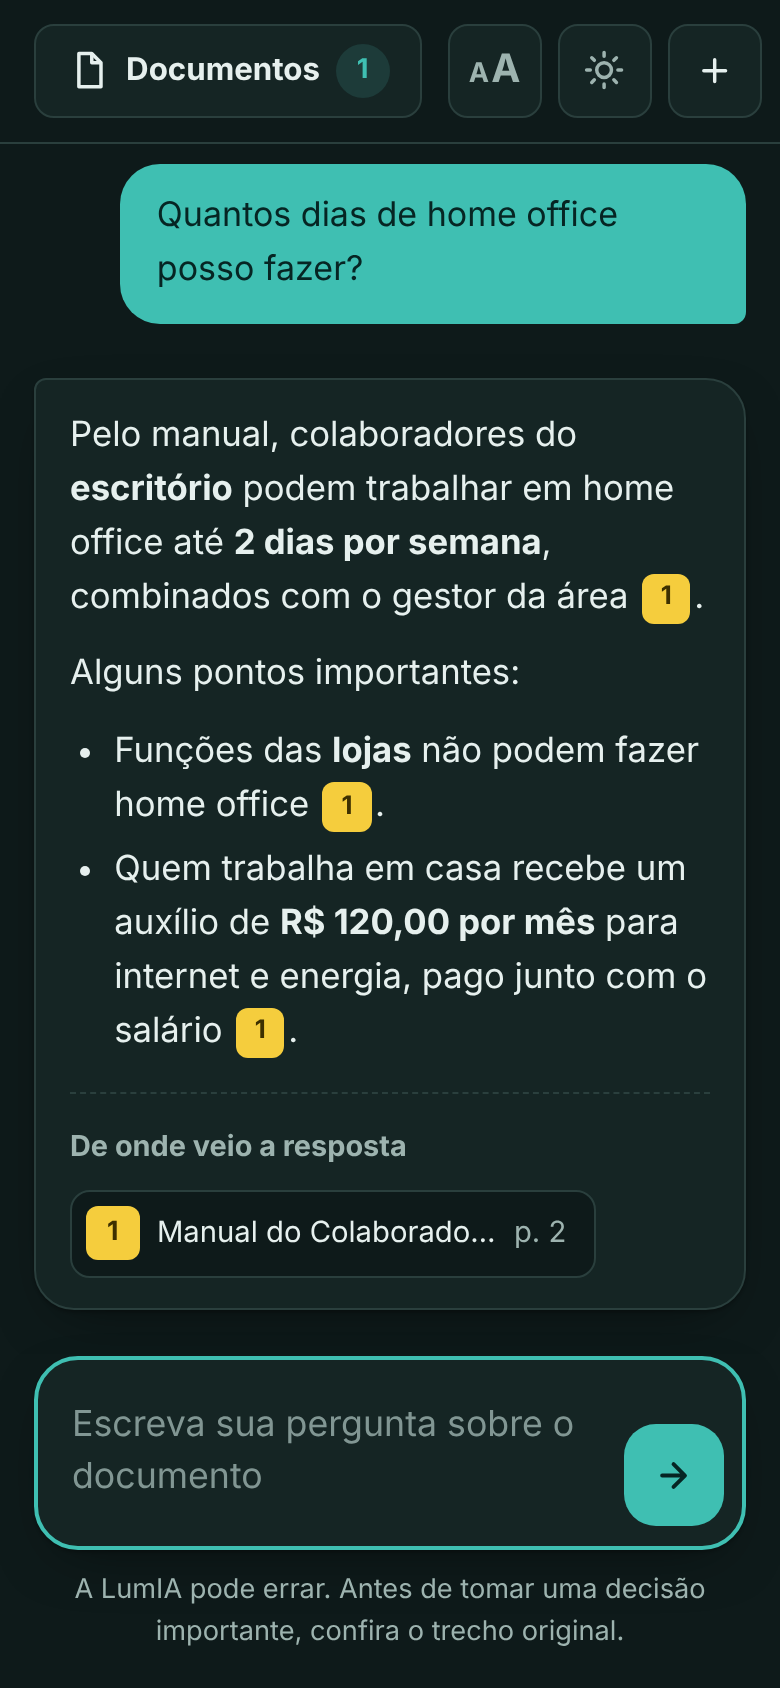 Documentos 1 AA +
Quantos dias de home office
posso fazer?
Pelo manual, colaboradores do
escritório podem trabalhar em home
office até 2 dias por semana,
combinados com o gestor da área 1.
Alguns pontos importantes:
• Funções das lojas não podem fazer
home office 1.
• Quem trabalha em casa recebe um
auxílio de R$ 120,00 por mês para
internet e energia, pago junto com o
salário 1.
De onde veio a resposta
1 Manual do Colaborado... p. 2
Escreva sua pergunta sobre o
documento
A LumIA pode errar. Antes de tomar uma decisão
importante, confira o trecho original.